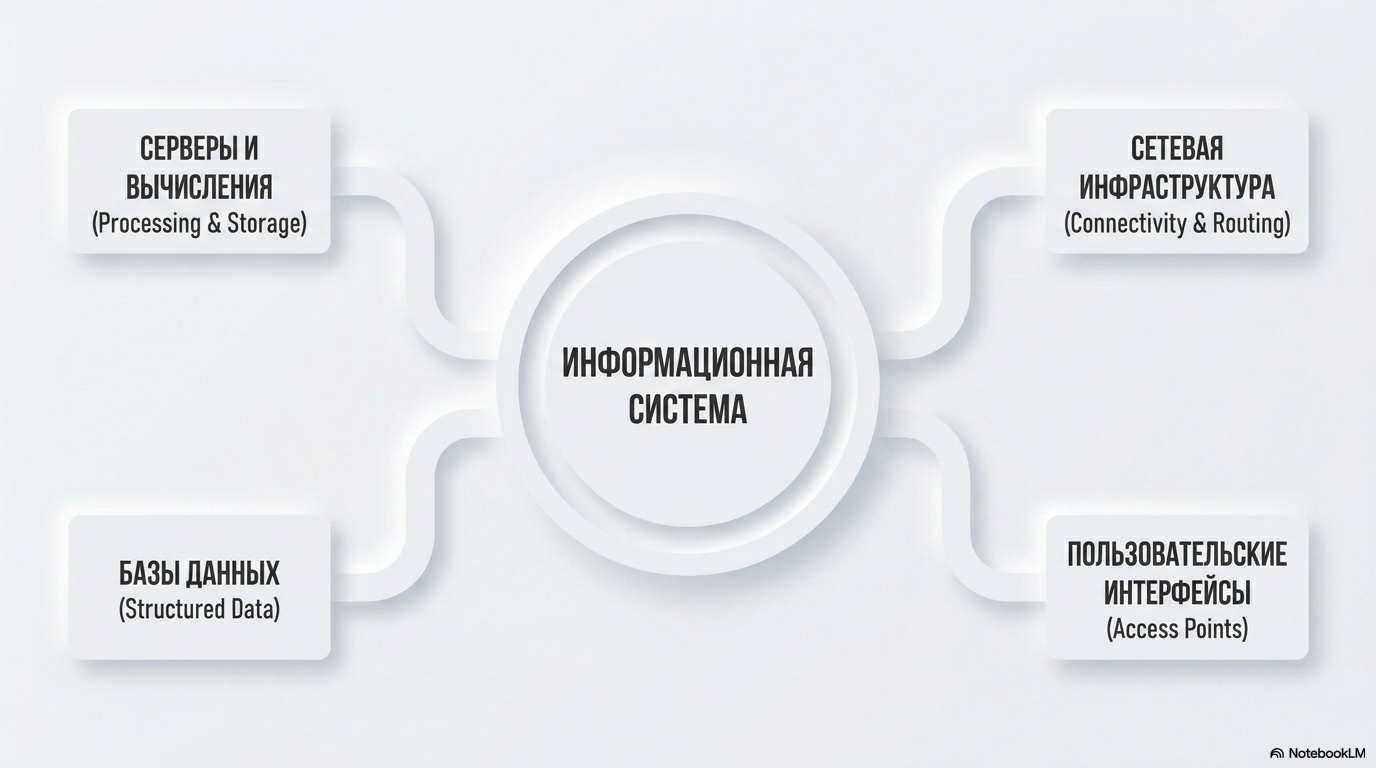 СЕРВЕРЫ И
ВЫЧИСЛЕНИЯ
(Processing & Storage)
СЕТЕВАЯ
ИНФРАСТРУКТУРА
(Connectivity & Routing)
ИНФОРМАЦИОННАЯ
СИСТЕМА
БАЗЫ ДАННЫХ
(Structured Data)
ПОЛЬЗОВАТЕЛЬСКИЕ
ИНТЕРФЕЙСЫ
(Access Points)
NotebookLM